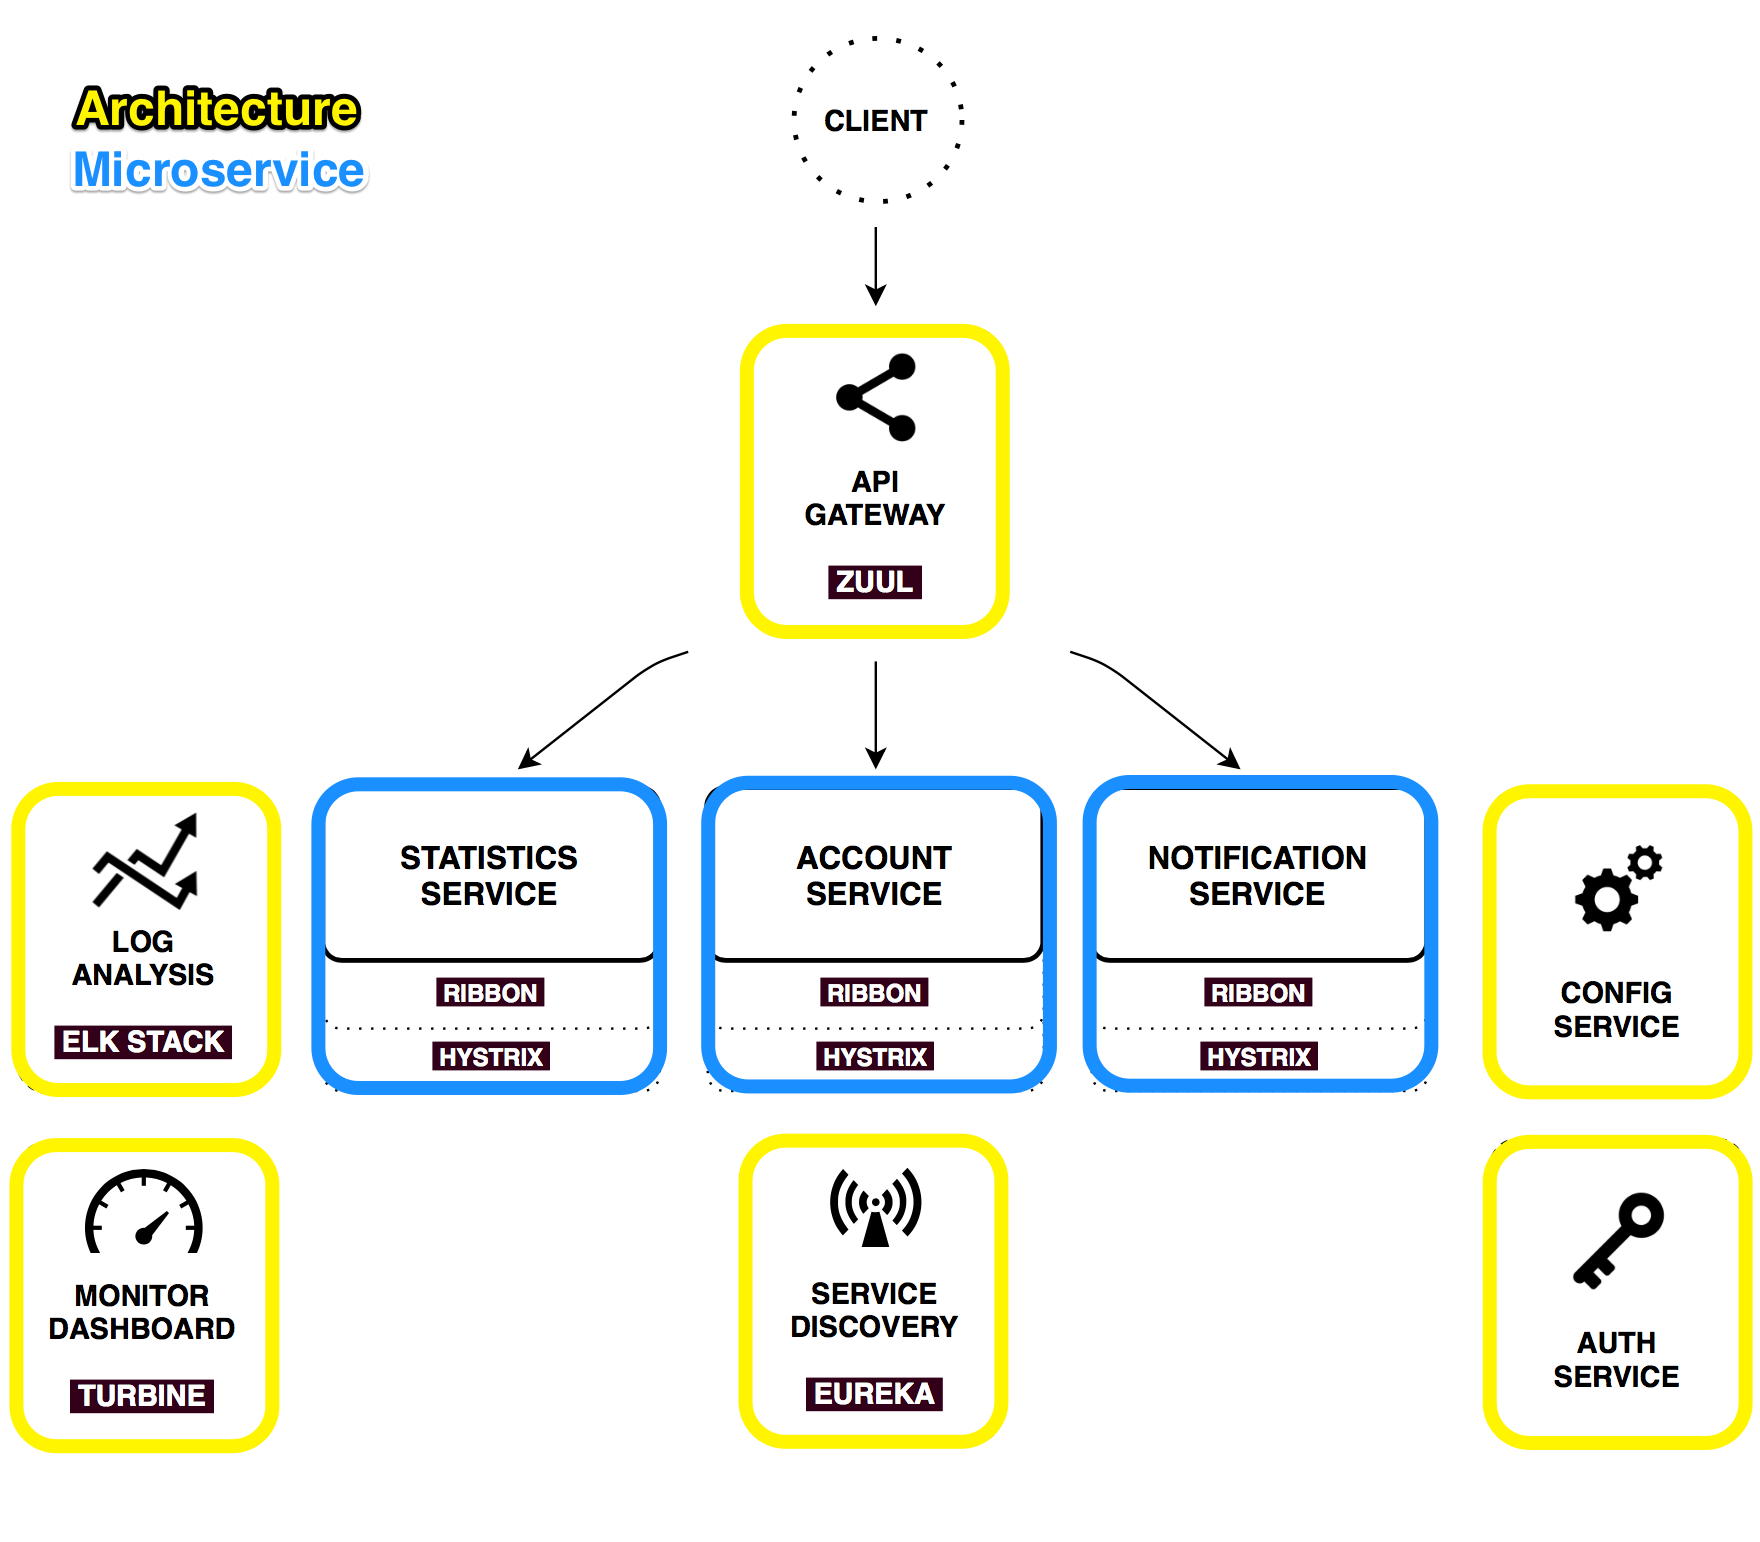 Architecture
Microservice
CLIENT
API
GATEWAY
ZUUL
LOG
ANALYSIS
ELK STACK
STATISTICS
SERVICE
RIBBON
HYSTRIX
ACCOUNT
SERVICE
RIBBON
HYSTRIX
NOTIFICATION
SERVICE
RIBBON
HYSTRIX
CONFIG
SERVICE
MONITOR
DASHBOARD
TURBINE
SERVICE
DISCOVERY
EUREKA
AUTH
SERVICE